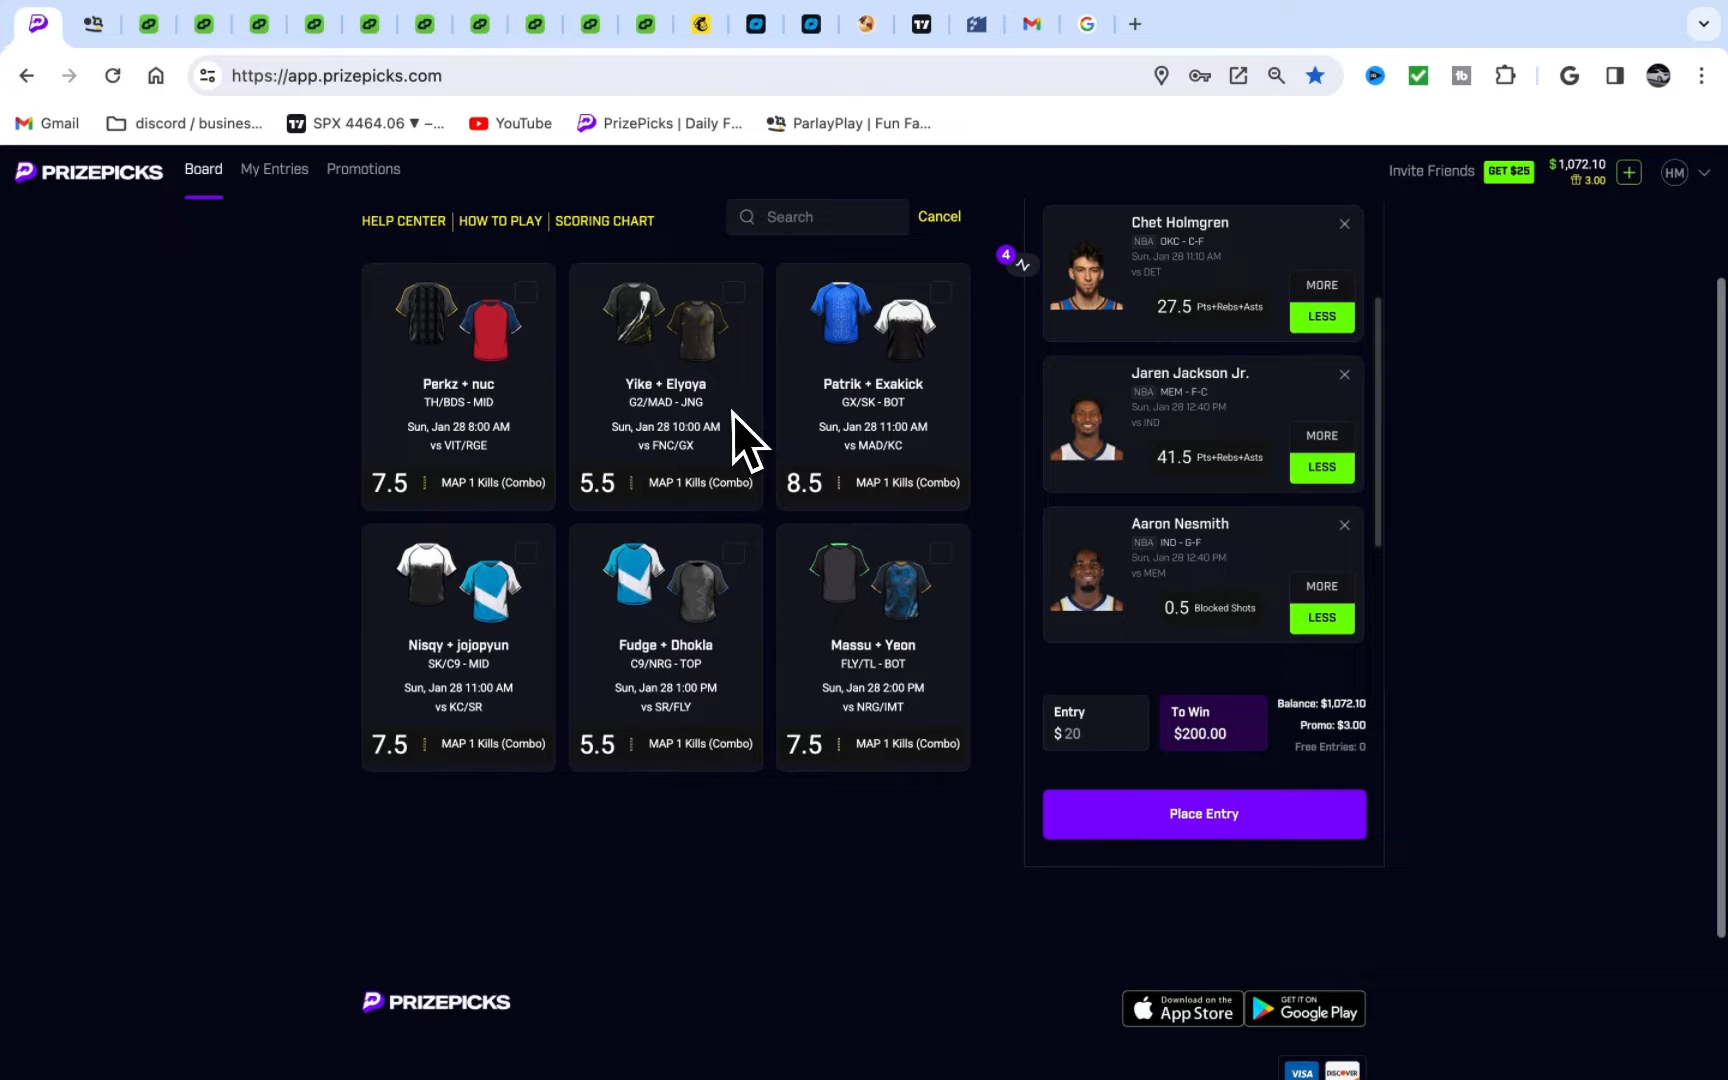 https://app.prizepicks.com
Gmail
discord / busines...
SPX 4464.06 ▼ –...
YouTube
PrizePicks | Daily F...
ParlayPlay | Fun Fa...
PRIZEPICKS
Board
My Entries
Promotions
Invite Friends
GET $25
$1,072.10
3.00
HM
HELP CENTER
HOW TO PLAY
SCORING CHART
Search
Cancel
Perkz + nuc
TH/BDS - MID
Sun, Jan 28 8:00 AM
vs VIT/RGE
7.5 MAP 1 Kills (Combo)
Yike + Elyoya
G2/MAD - JNG
Sun, Jan 28 10:00 AM
vs FNC/GX
5.5 MAP 1 Kills (Combo)
Patrik + Exakick
GX/SK - BOT
Sun, Jan 28 11:00 AM
vs MAD/KC
8.5 MAP 1 Kills (Combo)
Nisqy + jojopyun
SK/C9 - MID
Sun, Jan 28 11:00 AM
vs KC/SR
7.5 MAP 1 Kills (Combo)
Fudge + Dhokla
C9/NRG - TOP
Sun, Jan 28 1:00 PM
vs SR/FLY
5.5 MAP 1 Kills (Combo)
Massu + Yeon
FLY/TL - BOT
Sun, Jan 28 2:00 PM
vs NRG/IMT
7.5 MAP 1 Kills (Combo)
4
Chet Holmgren
NBA OKC - C-F
Sun, Jan 28 11:10 AM
vs DET
27.5 Pts+Rebs+Asts
MORE
LESS
Jaren Jackson Jr.
NBA MEM - F-C
Sun, Jan 28 12:40 PM
vs IND
41.5 Pts+Rebs+Asts
MORE
LESS
Aaron Nesmith
NBA IND - G-F
Sun, Jan 28 12:40 PM
vs MEM
0.5 Blocked Shots
MORE
LESS
Entry
$ 20
To Win
$200.00
Balance: $1,072.10
Promo: $3.00
Free Entries: 0
Place Entry
PRIZEPICKS
Download on the
App Store
GET IT ON
Google Play
VISA
DISCOVER